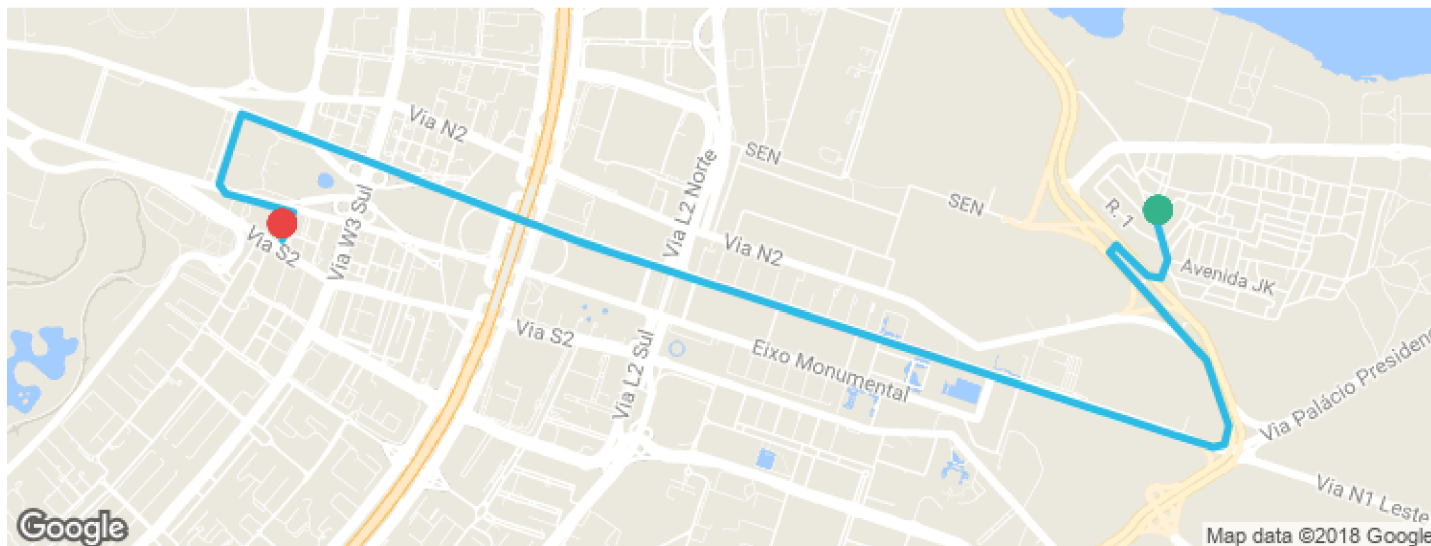 Via N2
SEN
Via L2 Norte
Via W3 Sul
SEN
R. 1
Via S2
Via N2
Avenida JK
Via S2
Eixo Monumental
Via L2 Sul
Via Palácio Presidenc
Via N1 Leste
Google
Map data ©2018 Google